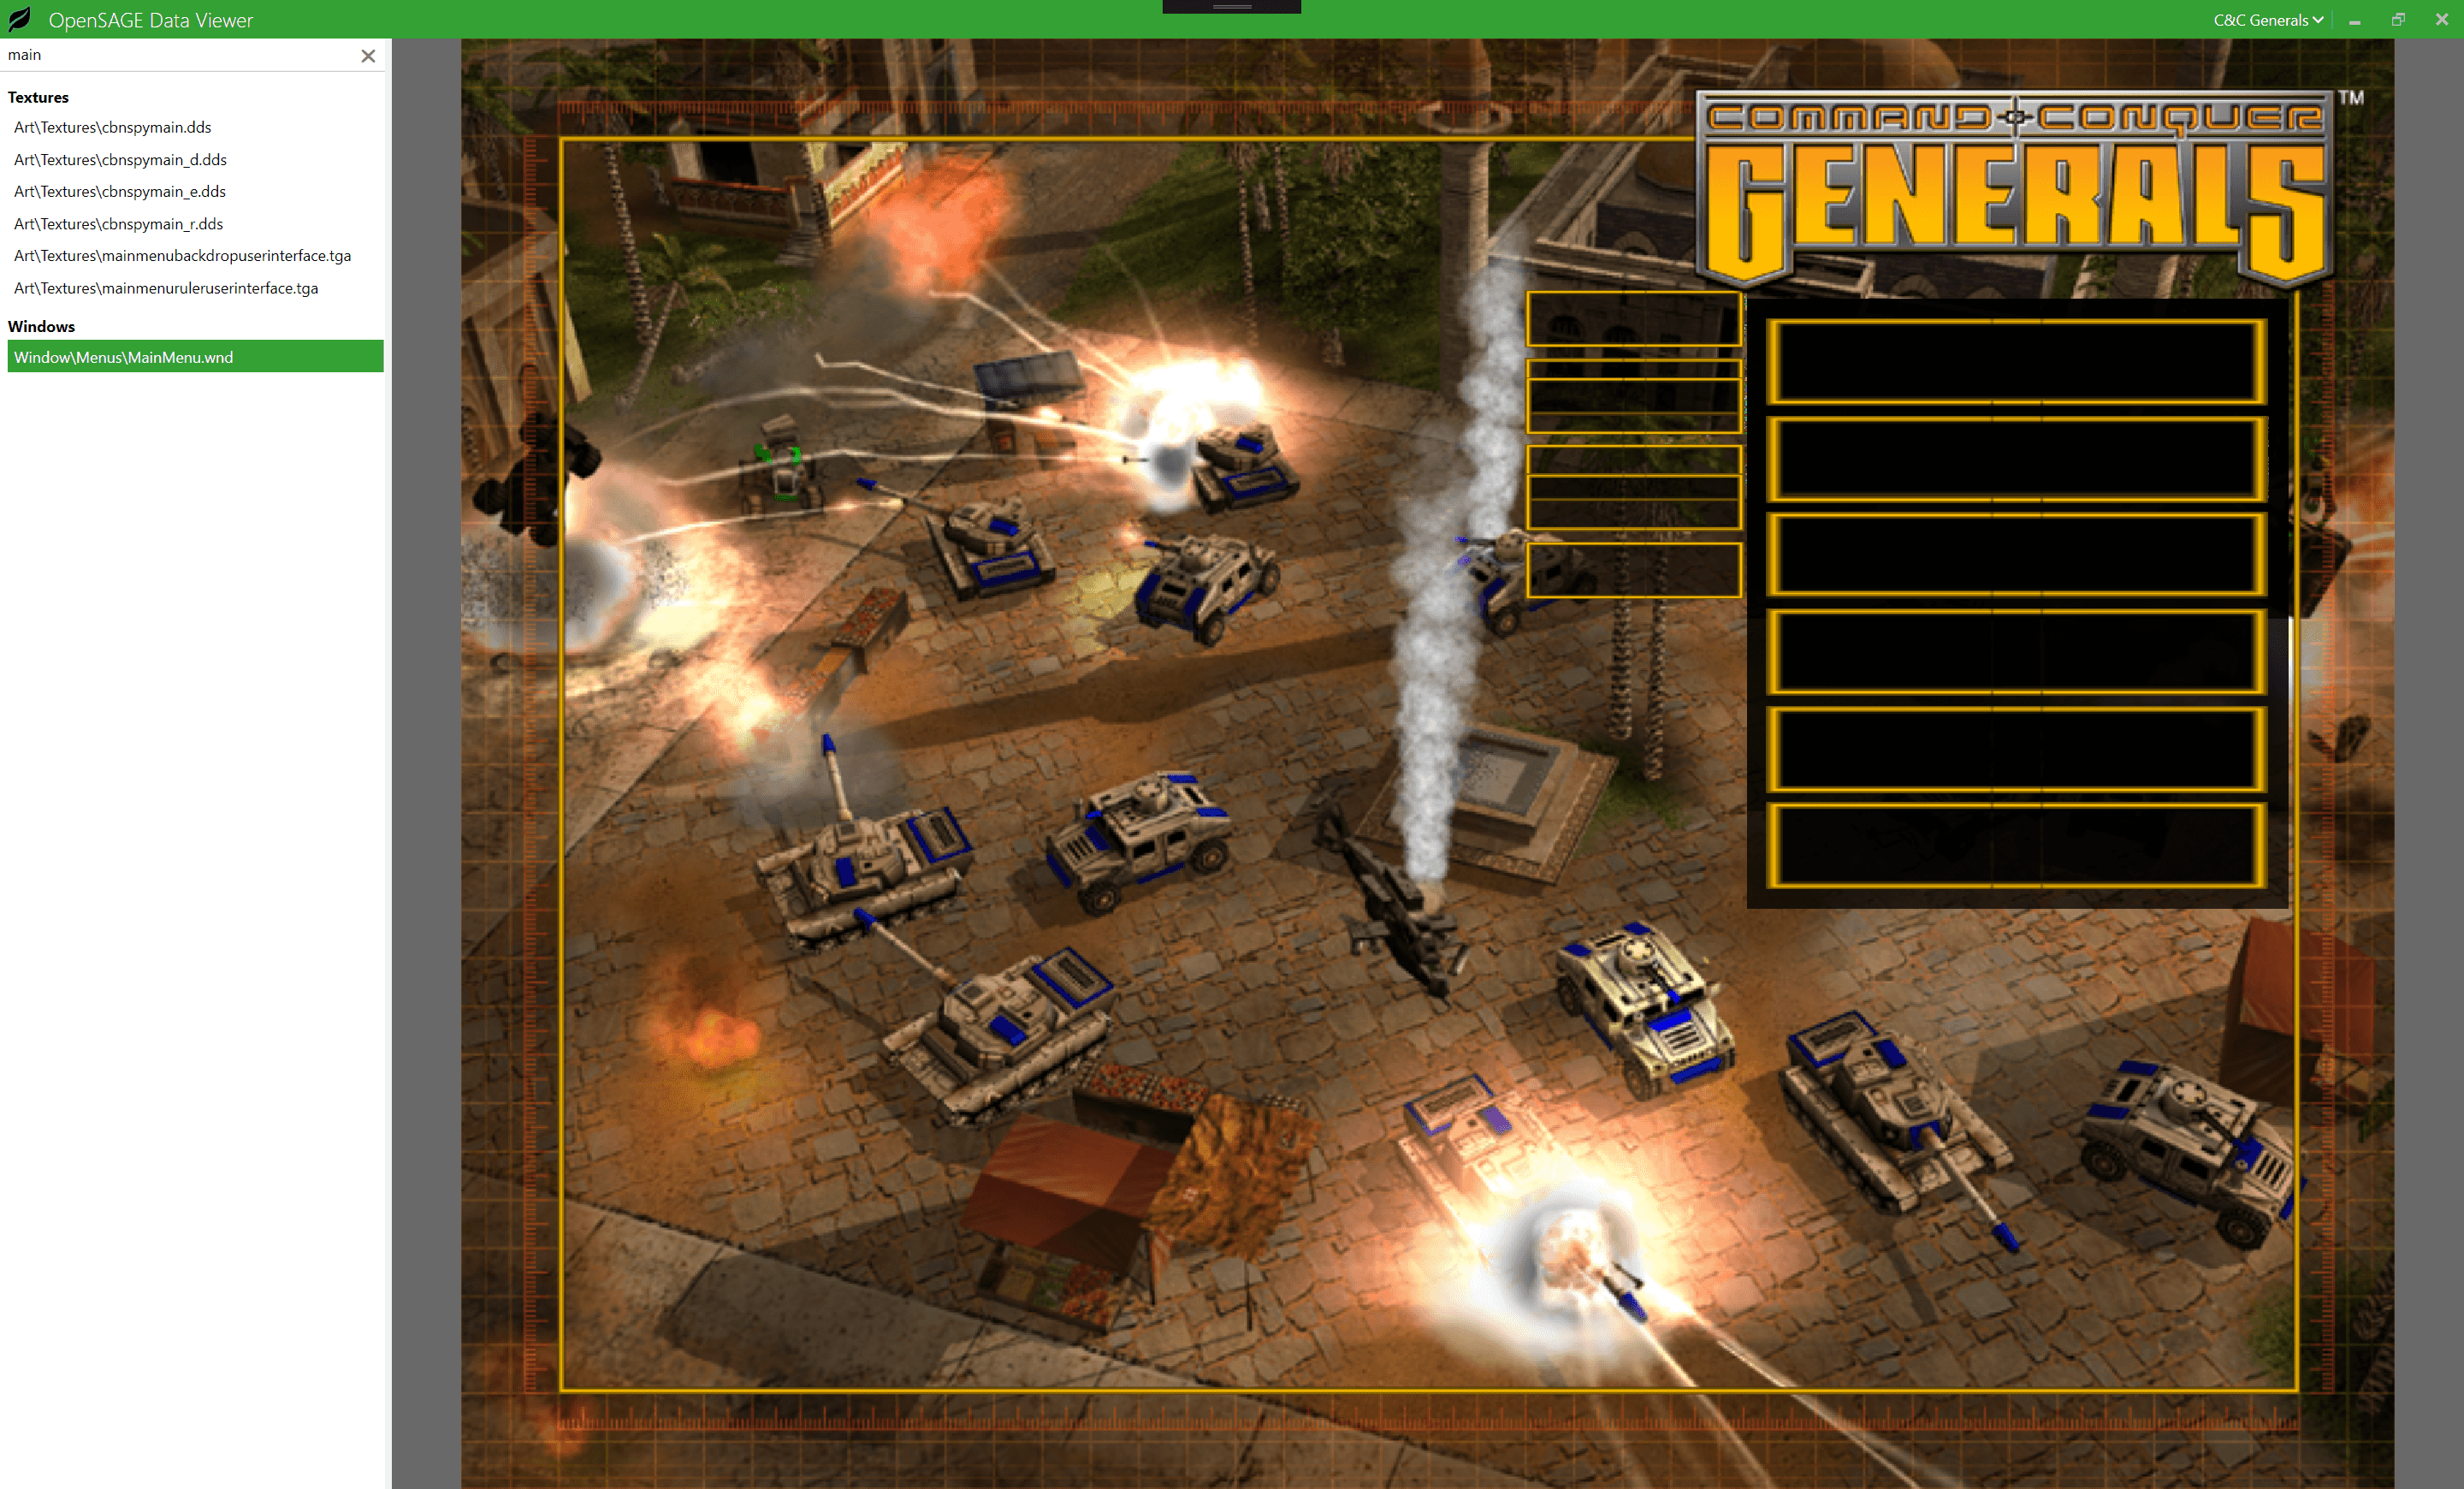 OpenSAGE Data Viewer
C&C Generals
main
Textures
Art\Textures\cbnspymain.dds
Art\Textures\cbnspymain_d.dds
Art\Textures\cbnspymain_e.dds
Art\Textures\cbnspymain_r.dds
Art\Textures\mainmenubackdropuserinterface.tga
Art\Textures\mainmenuruleruserinterface.tga
Windows
Window\Menus\MainMenu.wnd
COMMAND CONQUER
TM
GENERALS